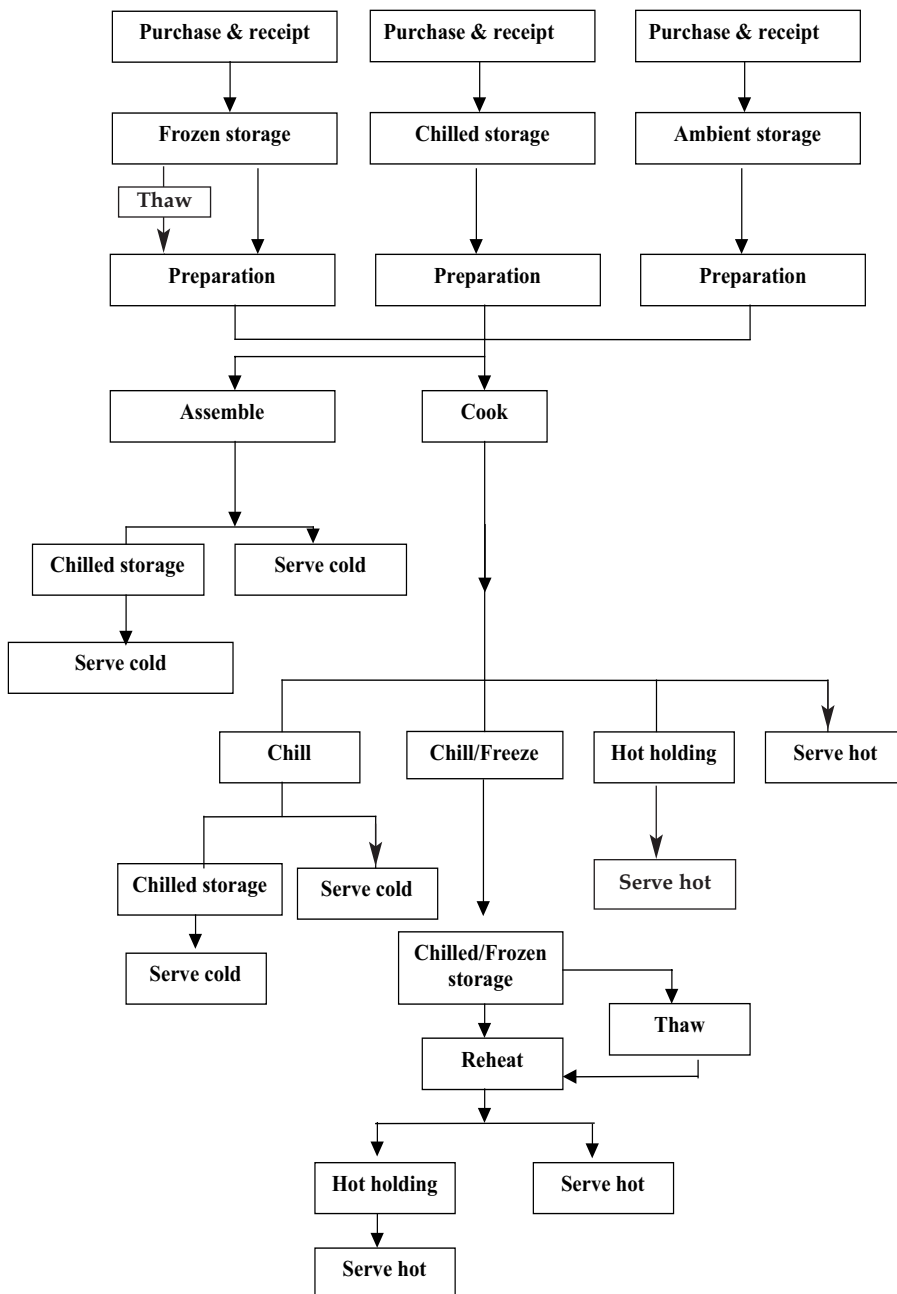 Purchase & receipt
Purchase & receipt
Purchase & receipt
Frozen storage
Chilled storage
Ambient storage
Thaw
Preparation
Preparation
Preparation
Assemble
Cook
Chilled storage
Serve cold
Serve cold
Chill
Chill/Freeze
Hot holding
Serve hot
Chilled storage
Serve cold
Serve hot
Serve cold
Chilled/Frozen
storage
Thaw
Reheat
Hot holding
Serve hot
Serve hot